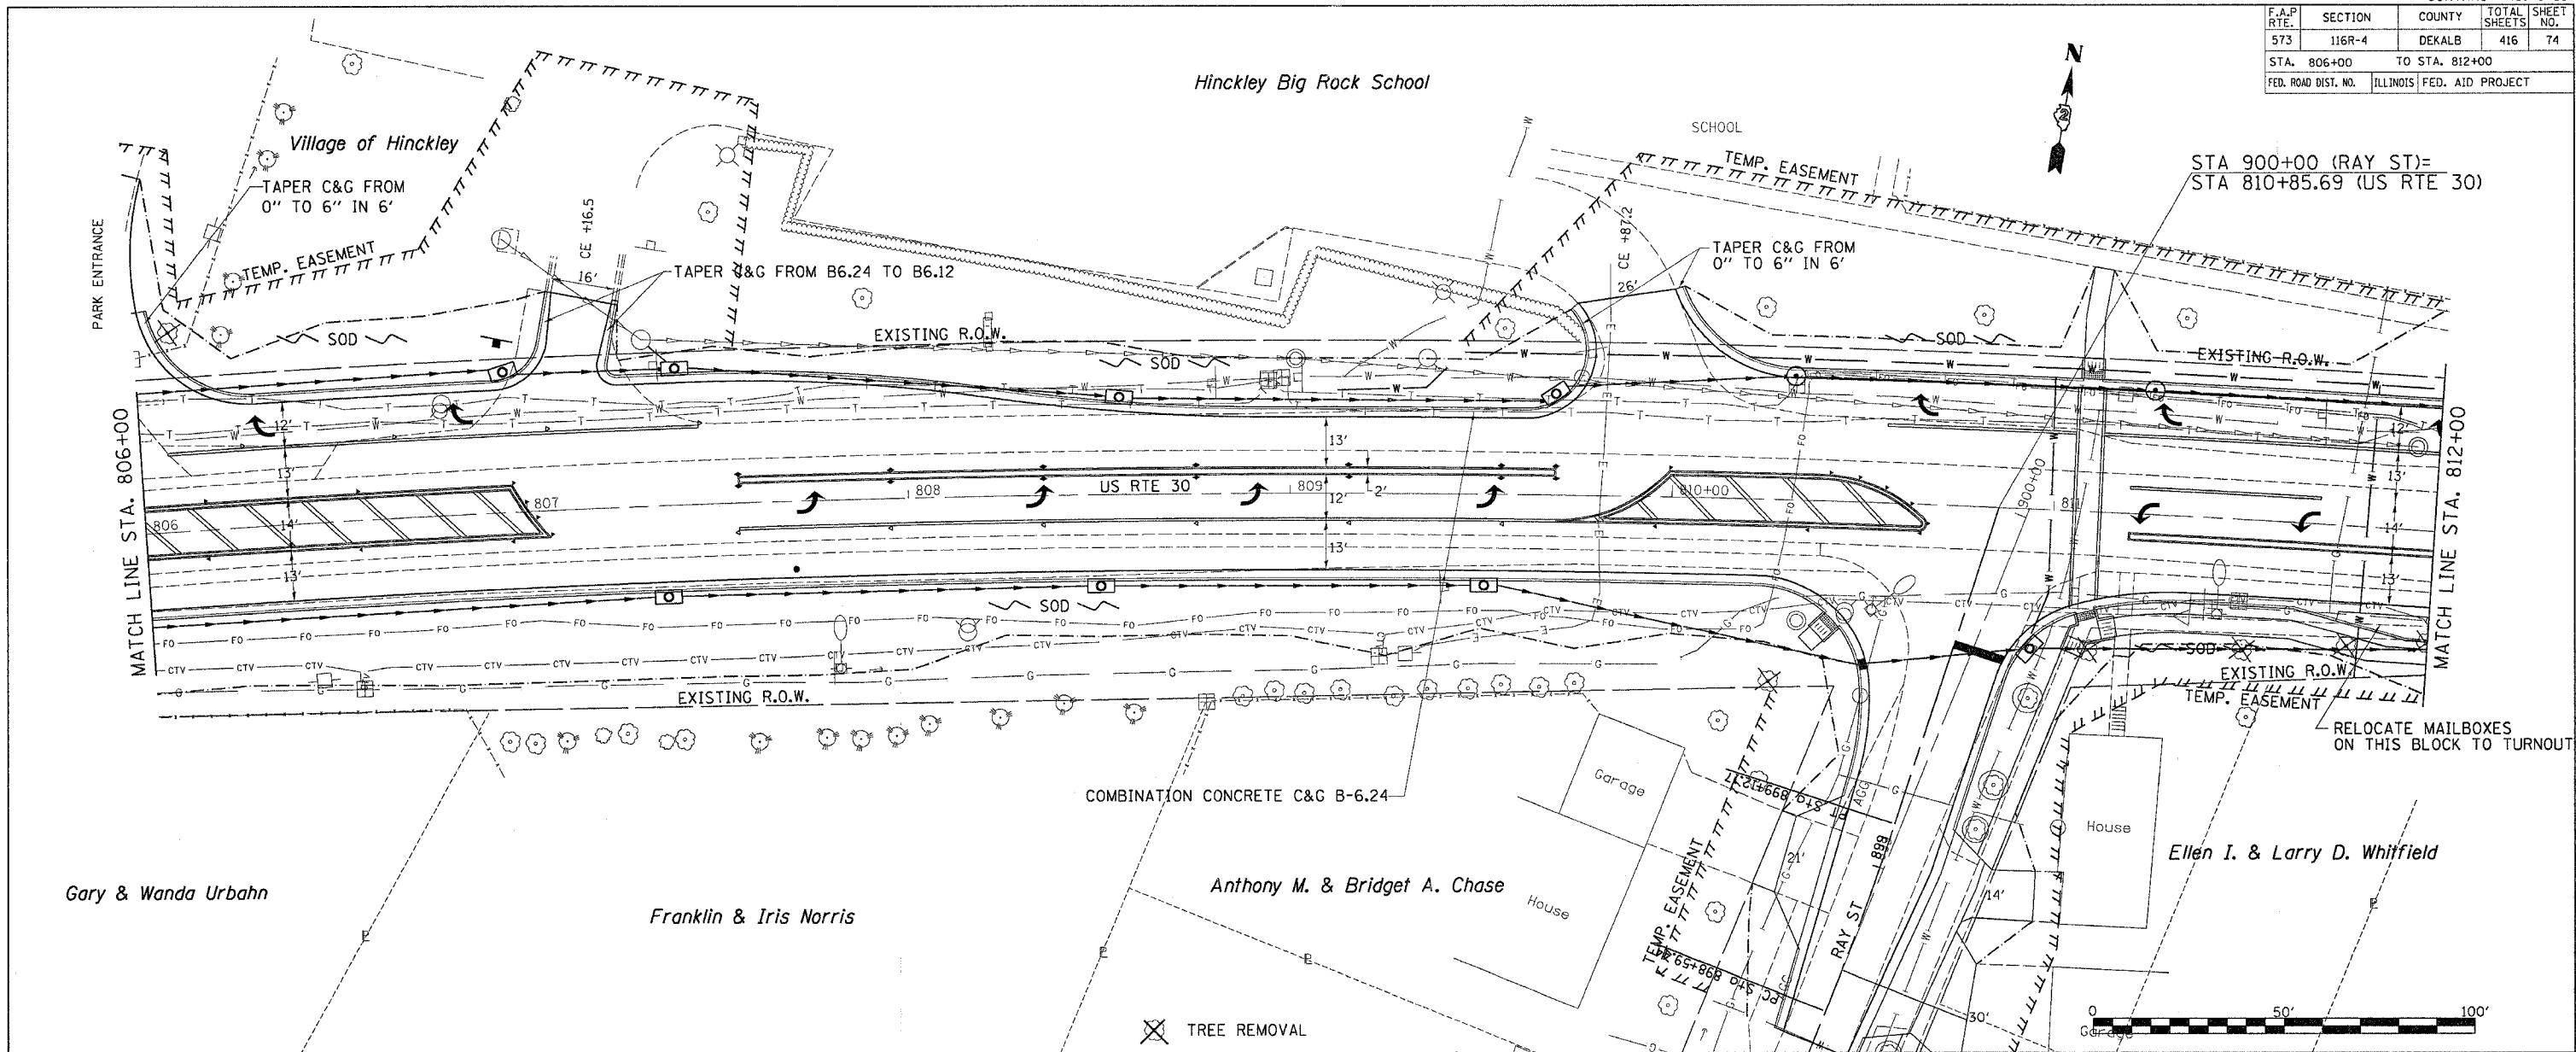 F.A.P RTE. SECTION COUNTY TOTAL SHEETS SHEET NO.
573 116R-4 DEKALB 416 74
STA. 806+00 TO STA. 812+00
FED. ROAD DIST. NO. ILLINOIS FED. AID PROJECT
N
2
Hinckley Big Rock School
SCHOOL
TEMP. EASEMENT
STA 900+00 (RAY ST)=
STA 810+85.69 (US RTE 30)
Village of Hinckley
TAPER C&G FROM
0" TO 6" IN 6'
PARK ENTRANCE
TEMP. EASEMENT
CE +16.5
16'
TAPER C&G FROM B6.24 TO B6.12
CE +87.2
26'
TAPER C&G FROM
0" TO 6" IN 6'
SOD
EXISTING R.O.W.
SOD
SOD
EXISTING R.O.W.
MATCH LINE STA. 806+00
12'
13'
14'
13'
806
807
808
US RTE 30
809
810+00
811
13'
12'
2'
13'
900+00
12'
13'
14'
13'
MATCH LINE STA. 812+00
SOD
EXISTING R.O.W.
SOD
EXISTING R.O.W.
TEMP. EASEMENT
RELOCATE MAILBOXES
ON THIS BLOCK TO TURNOUT
COMBINATION CONCRETE C&G B-6.24
Garage
House
PT Sta 899+12.17
AGG
21'
899
RAY ST
TEMP. EASEMENT
House
14'
30'
Gary & Wanda Urbahn
Franklin & Iris Norris
Anthony M. & Bridget A. Chase
Ellen I. & Larry D. Whitfield
TREE REMOVAL
0 50' 100'
Garage